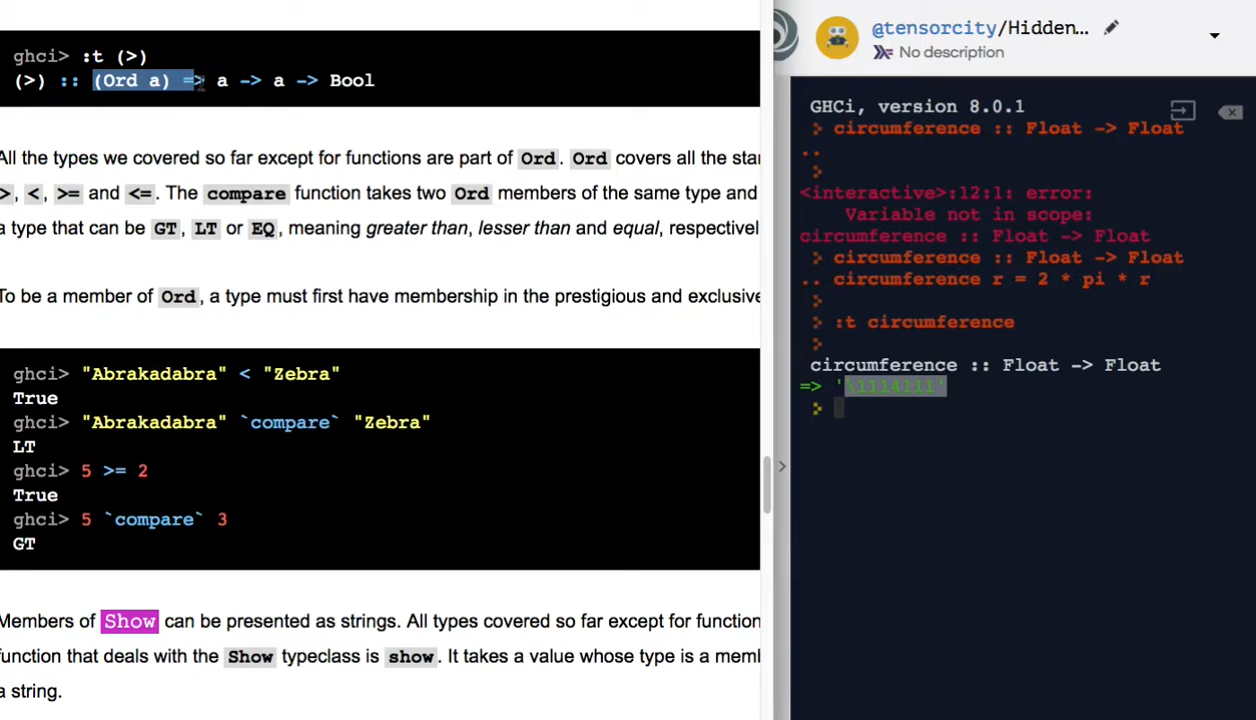 ghci> :t (>)
(>) :: (Ord a) => a -> a -> Bool
All the types we covered so far except for functions are part of Ord. Ord covers all the star
>, <, >= and <=. The compare function takes two Ord members of the same type and
a type that can be GT, LT or EQ, meaning greater than, lesser than and equal, respectivel
To be a member of Ord, a type must first have membership in the prestigious and exclusive
ghci> "Abrakadabra" < "Zebra"
True
ghci> "Abrakadabra" `compare` "Zebra"
LT
ghci> 5 >= 2
True
ghci> 5 `compare` 3
GT
Members of Show can be presented as strings. All types covered so far except for function
function that deals with the Show typeclass is show. It takes a value whose type is a meml
a string.
@tensorcity/Hidden...
No description
GHCi, version 8.0.1
circumference :: Float -> Float
..
<interactive>:12:1: error:
Variable not in scope:
circumference :: Float -> Float
circumference :: Float -> Float
.. circumference r = 2 * pi * r
:t circumference
circumference :: Float -> Float
=> '\1114111'